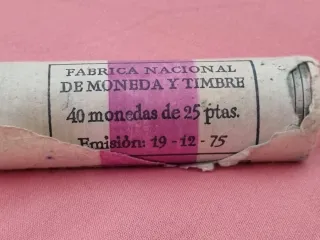 FABRICA NACIONAL
DE MONEDA Y TIMBRE
40 monedas de 25 ptas.
Emisión: 19 - 12 - 75